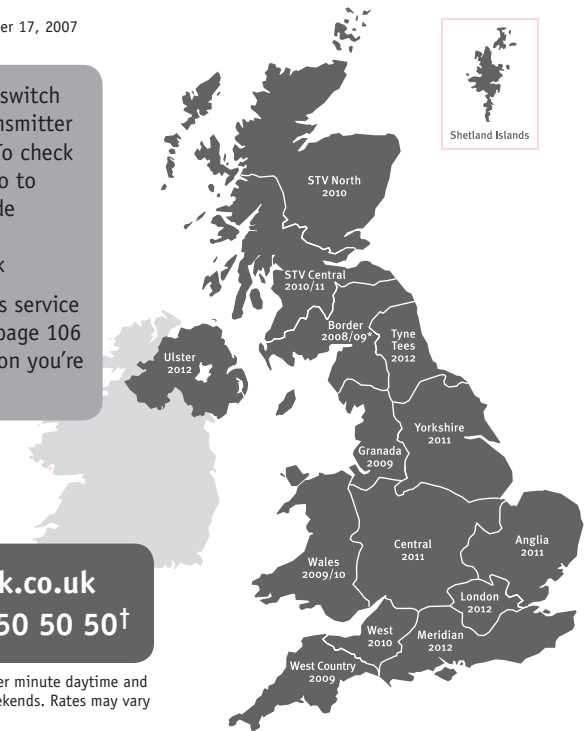 er 17, 2007
switch
nsmitter
To check
o to
de
k
s service
page 106
on you're
Shetland Islands
STV North
2010
STV Central
2010/11
Border
2008/09*
Tyne
Tees
2012
Ulster
2012
Yorkshire
2011
Granada
2009
Central
2011
Anglia
2011
Wales
2009/10
London
2012
West
2010
Meridian
2012
West Country
2009
k.co.uk
50 50 50†
er minute daytime and
ekends. Rates may vary